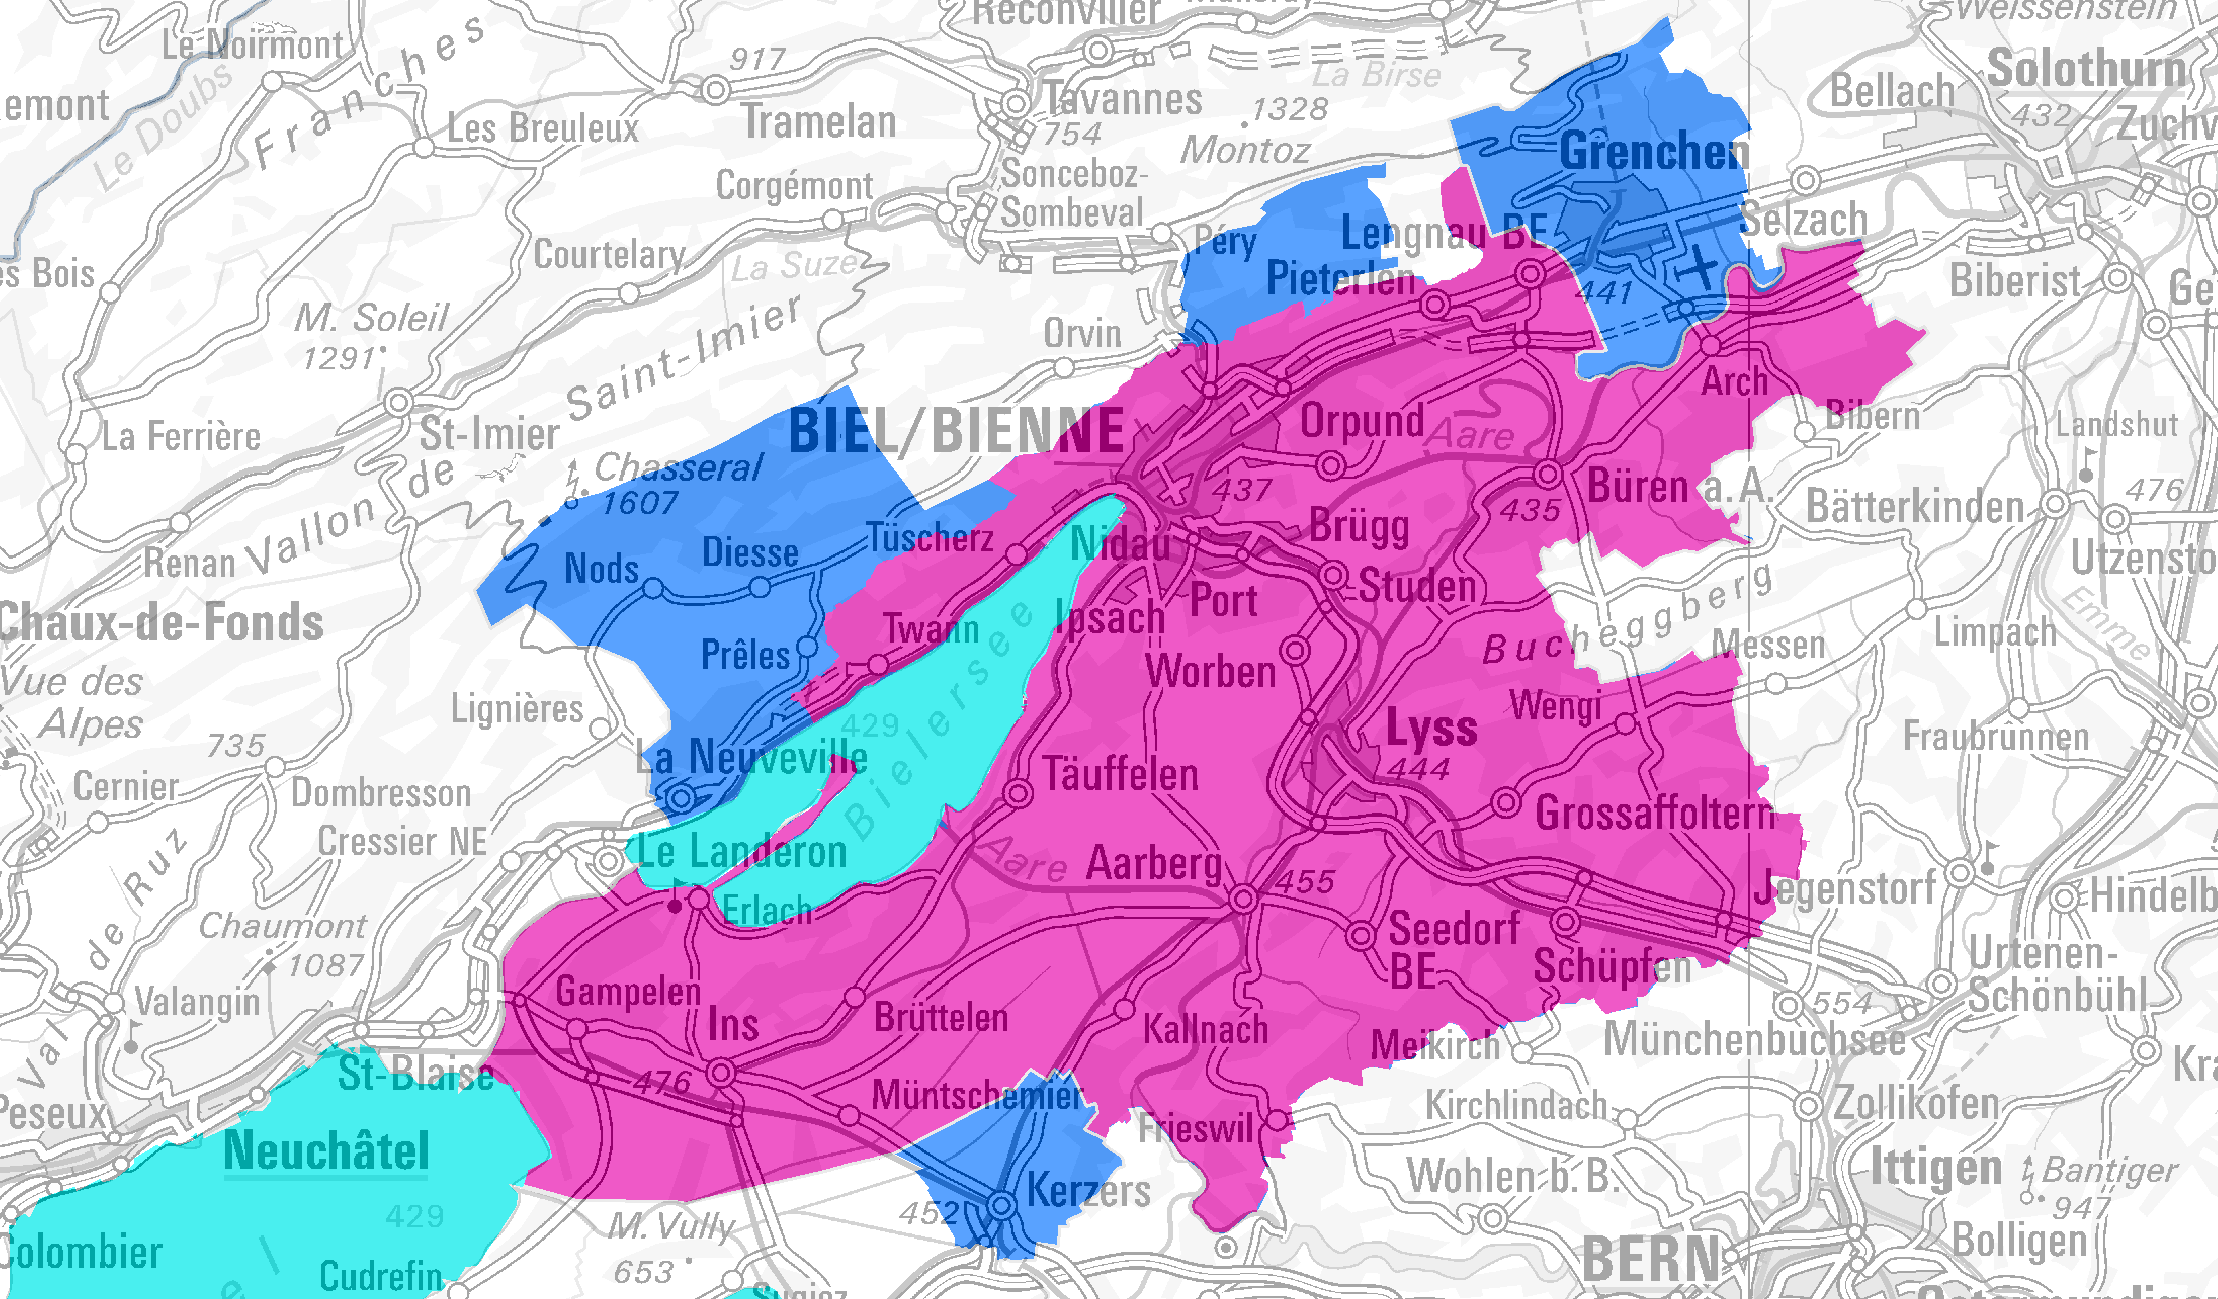 Reconvilier
Weissenstein
Le Noirmont
917
La Birse
Solothurn
Bellach
432
Zuchw
emont
Le Doubs
Franches
Les Breuleux
Tramelan
Tavannes
754
1328
Montoz
Grenchen
Corgémont
Sonceboz-
Sombeval
Péry
Lengnau BE
Selzach
es Bois
Courtelary
La Suze
Pieterlen
441
Biberist
M. Soleil
1291
Orvin
Vallon de Saint-Imier
Arch
La Ferrière
St-Imier
BIEL/BIENNE
Orpund
Aare
Bibern
Landshut
Chasseral
1607
437
435
Büren a.A.
Bätterkinden
476
Renan
Nods
Diesse
Tüscherz
Nidau
Brügg
Utzensto
Chaux-de-Fonds
Studen
Port
Ipsach
Bucheggberg
Emme
Prêles
Twann
Worben
Messen
Limpach
Vue des
Alpes
Lignières
429
Bielersee
Wengi
Lyss
444
Fraubrunnen
735
La Neuveville
Täuffelen
Cernier
Dombresson
Grossaffoltern
Cressier NE
Le Landeron
Aare
Aarberg
455
Jegenstorf
Hindelb
Val de Ruz
Chaumont
1087
Erlach
Seedorf
BE
Schüpfen
Urtenen-
Schönbühl
Valangin
Gampelen
Ins
Brüttelen
Kallnach
Meikirch
554
Münchenbuchsee
St-Blaise
476
Müntschemier
Kirchlindach
Zollikofen
Peseux
Neuchâtel
Frieswil
Wohlen b. B.
Ittigen
Bantiger
947
Kerzers
429
452
M. Vully
653
Colombier
Cudrefin
BERN
Bolligen
Sugiez